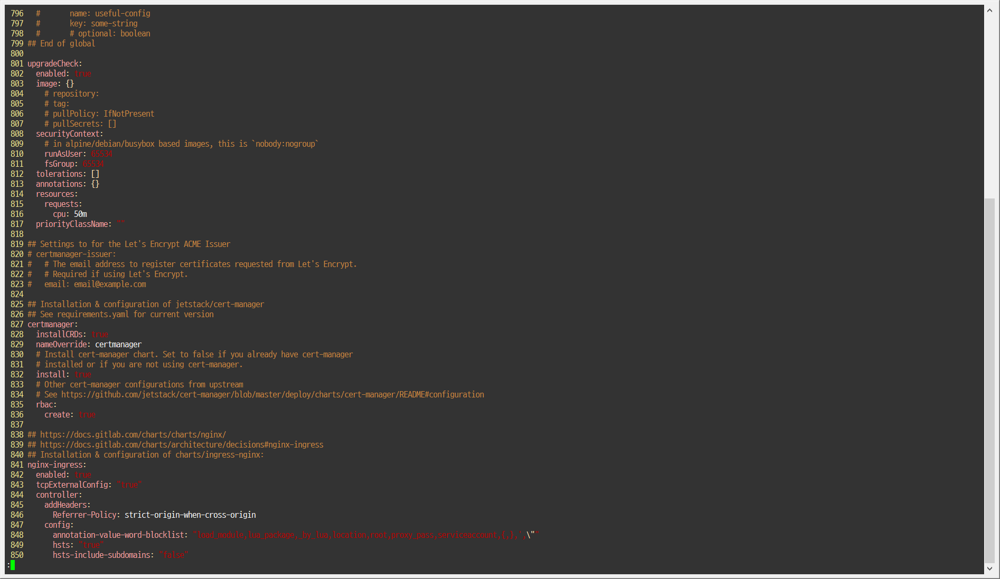 796   #       name: useful-config
797   #       key: some-string
798   #       # optional: boolean
799 ## End of global
800
801 upgradeCheck:
802   enabled: true
803   image: {}
804     # repository:
805     # tag:
806     # pullPolicy: IfNotPresent
807     # pullSecrets: []
808   securityContext:
809     # in alpine/debian/busybox based images, this is `nobody:nogroup`
810     runAsUser: 65534
811     fsGroup: 65534
812   tolerations: []
813   annotations: {}
814   resources:
815     requests:
816       cpu: 50m
817   priorityClassName: ""
818
819 ## Settings to for the Let's Encrypt ACME Issuer
820 # certmanager-issuer:
821 #   # The email address to register certificates requested from Let's Encrypt.
822 #   # Required if using Let's Encrypt.
823 #   email: email@example.com
824
825 ## Installation & configuration of jetstack/cert-manager
826 ## See requirements.yaml for current version
827 certmanager:
828   installCRDs: true
829   nameOverride: certmanager
830   # Install cert-manager chart. Set to false if you already have cert-manager
831   # installed or if you are not using cert-manager.
832   install: true
833   # Other cert-manager configurations from upstream
834   # See https://github.com/jetstack/cert-manager/blob/master/deploy/charts/cert-manager/README#configuration
835   rbac:
836     create: true
837
838 ## https://docs.gitlab.com/charts/charts/nginx/
839 ## https://docs.gitlab.com/charts/architecture/decisions#nginx-ingress
840 ## Installation & configuration of charts/ingress-nginx:
841 nginx-ingress:
842   enabled: true
843   tcpExternalConfig: "true"
844   controller:
845     addHeaders:
846       Referrer-Policy: strict-origin-when-cross-origin
847     config:
848       annotation-value-word-blocklist: "load_module,lua_package,_by_lua,location,root,proxy_pass,serviceaccount,{,},',\""
849       hsts: "true"
850       hsts-include-subdomains: "false"
: